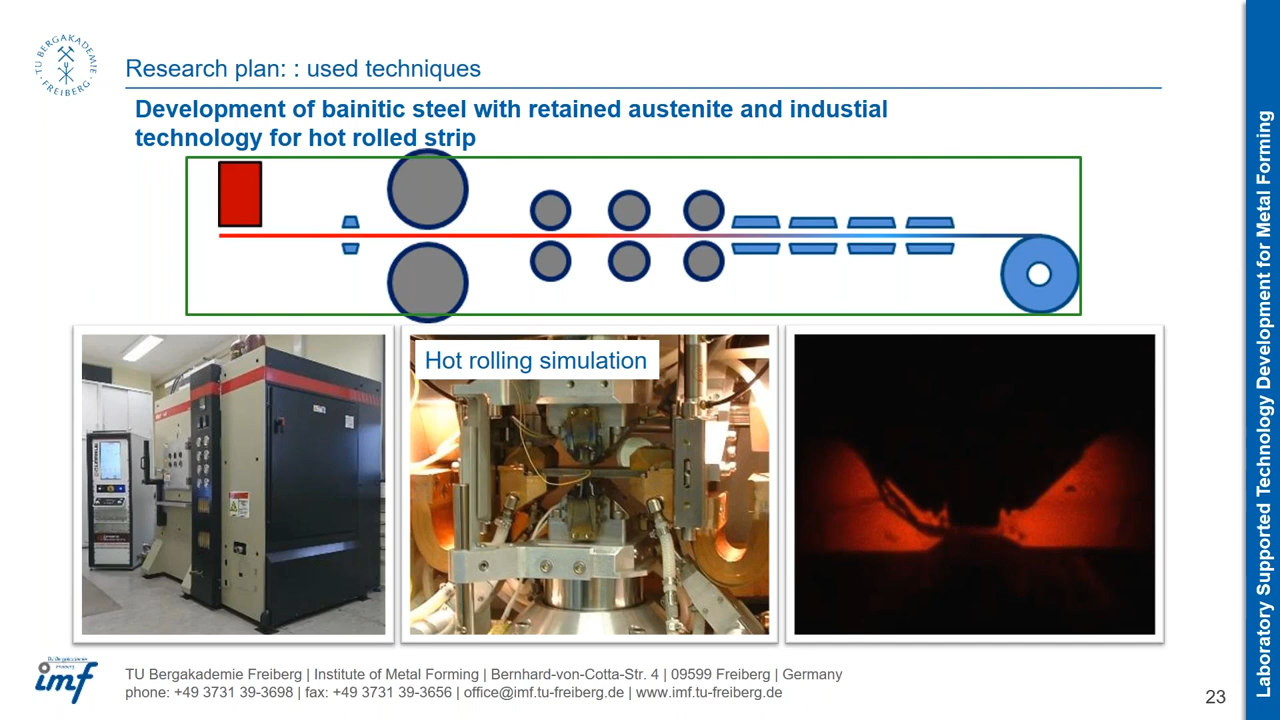 TU BERGAKADEMIE
FREIBERG
Research plan: : used techniques
Development of bainitic steel with retained austenite and industial
technology for hot rolled strip
Hot rolling simulation
Laboratory Supported Technology Development for Metal Forming
TU Bergakademie
Freiberg
imf
TU Bergakademie Freiberg | Institute of Metal Forming | Bernhard-von-Cotta-Str. 4 | 09599 Freiberg | Germany
phone: +49 3731 39-3698 | fax: +49 3731 39-3656 | office@imf.tu-freiberg.de | www.imf.tu-freiberg.de
23